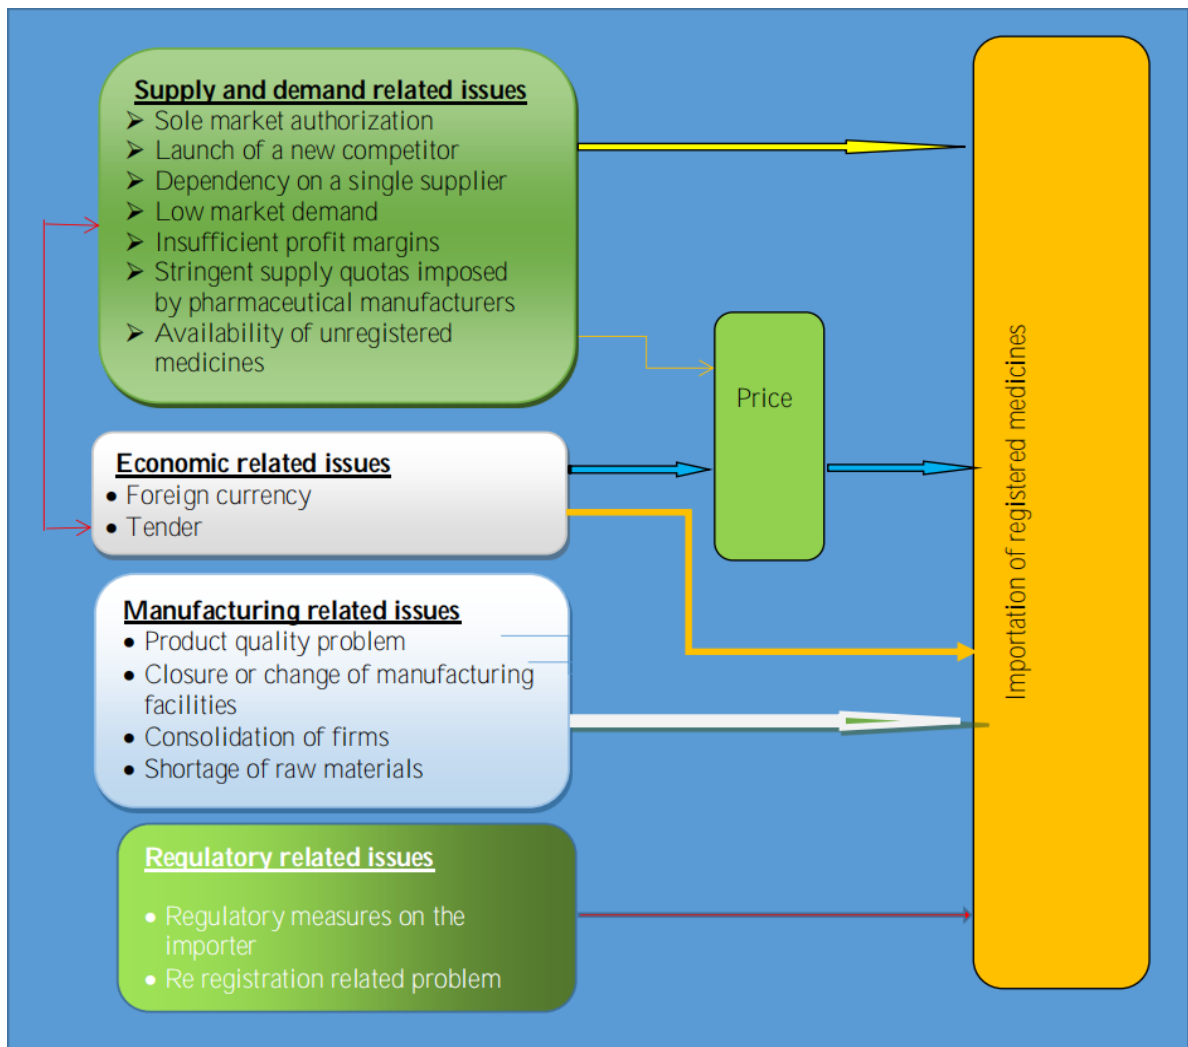 Supply and demand related issues
➢ Sole market authorization
➢ Launch of a new competitor
➢ Dependency on a single supplier
➢ Low market demand
➢ Insufficient profit margins
➢ Stringent supply quotas imposed
by pharmaceutical manufacturers
➢ Availability of unregistered
medicines
Economic related issues
• Foreign currency
• Tender
Manufacturing related issues
• Product quality problem
• Closure or change of manufacturing
facilities
• Consolidation of firms
• Shortage of raw materials
Regulatory related issues
• Regulatory measures on the
importer
• Re registration related problem
Price
Importation of registered medicines